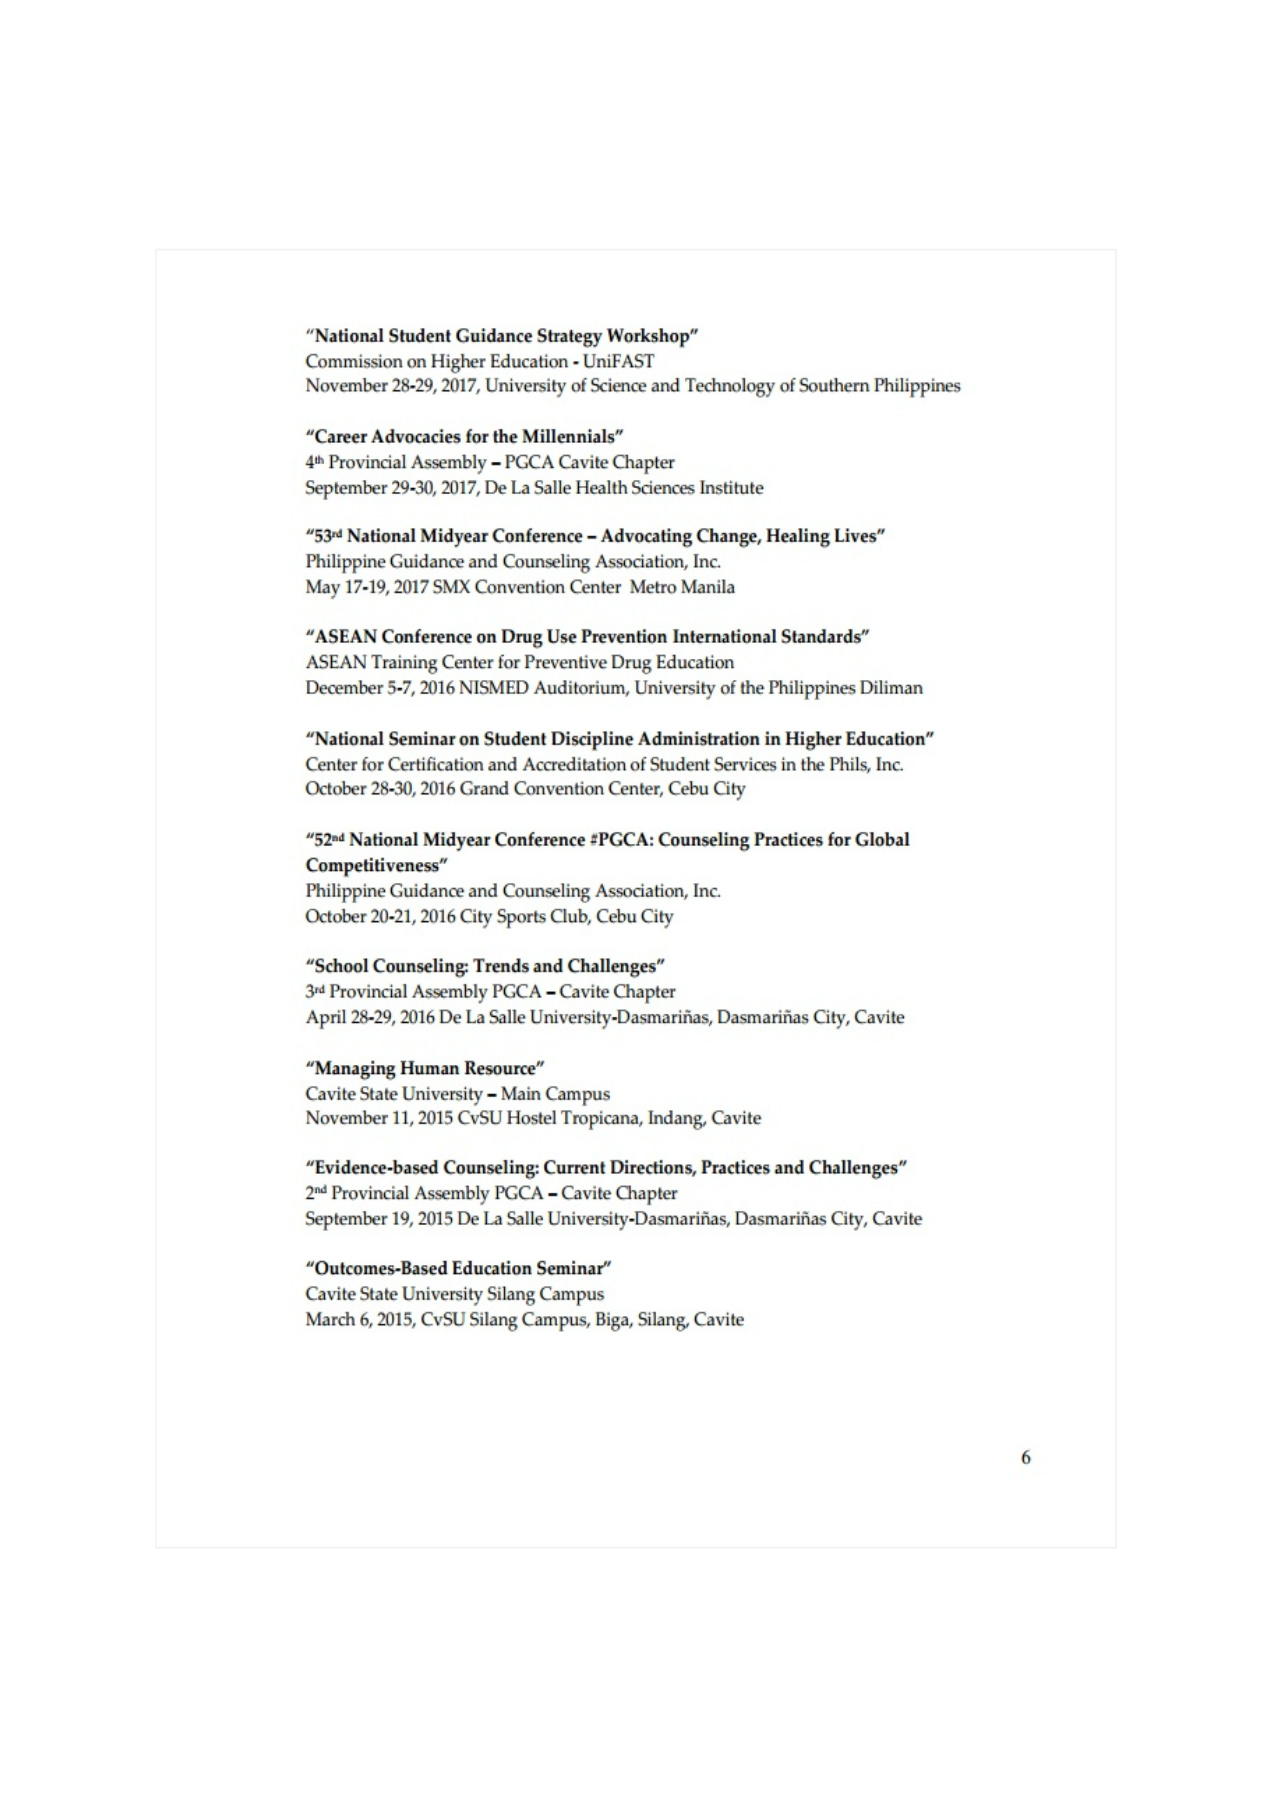 “National Student Guidance Strategy Workshop”
Commission on Higher Education - UniFAST
November 28-29, 2017, University of Science and Technology of Southern Philippines
“Career Advocacies for the Millennials”
4th Provincial Assembly – PGCA Cavite Chapter
September 29-30, 2017, De La Salle Health Sciences Institute
“53rd National Midyear Conference – Advocating Change, Healing Lives”
Philippine Guidance and Counseling Association, Inc.
May 17-19, 2017 SMX Convention Center  Metro Manila
“ASEAN Conference on Drug Use Prevention International Standards”
ASEAN Training Center for Preventive Drug Education
December 5-7, 2016 NISMED Auditorium, University of the Philippines Diliman
“National Seminar on Student Discipline Administration in Higher Education”
Center for Certification and Accreditation of Student Services in the Phils, Inc.
October 28-30, 2016 Grand Convention Center, Cebu City
“52nd National Midyear Conference #PGCA: Counseling Practices for Global
Competitiveness”
Philippine Guidance and Counseling Association, Inc.
October 20-21, 2016 City Sports Club, Cebu City
“School Counseling: Trends and Challenges”
3rd Provincial Assembly PGCA – Cavite Chapter
April 28-29, 2016 De La Salle University-Dasmariñas, Dasmariñas City, Cavite
“Managing Human Resource”
Cavite State University – Main Campus
November 11, 2015 CvSU Hostel Tropicana, Indang, Cavite
“Evidence-based Counseling: Current Directions, Practices and Challenges”
2nd Provincial Assembly PGCA – Cavite Chapter
September 19, 2015 De La Salle University-Dasmariñas, Dasmariñas City, Cavite
“Outcomes-Based Education Seminar”
Cavite State University Silang Campus
March 6, 2015, CvSU Silang Campus, Biga, Silang, Cavite
6